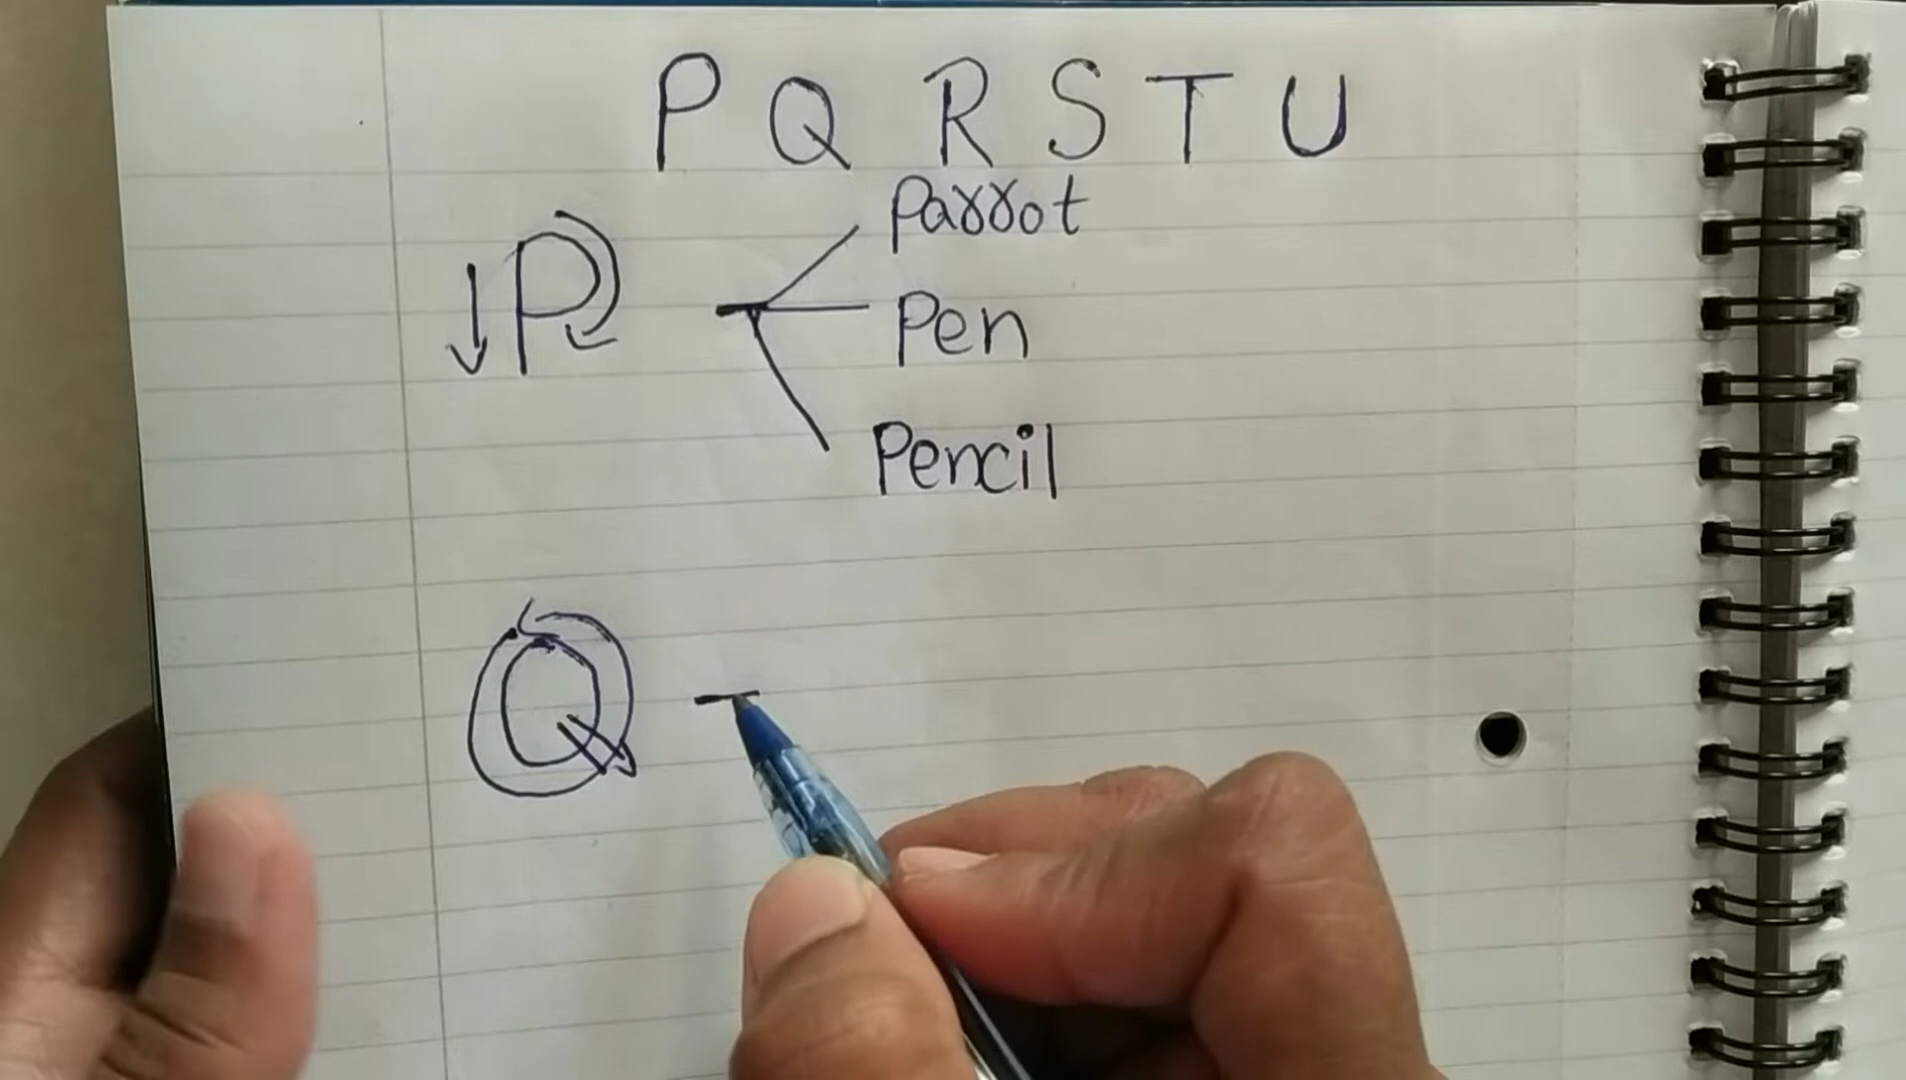 P Q R S T U
Parrot
P
Pen
Pencil
Q